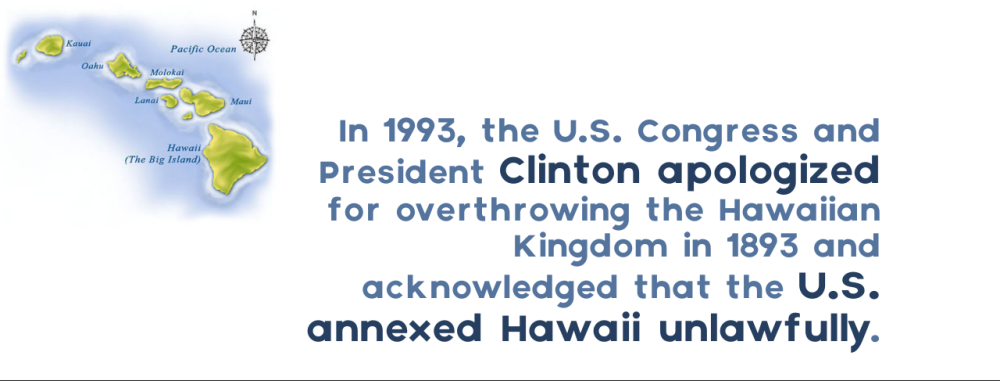 N
Kauai
Pacific Ocean
Oahu
Molokai
Lanai
Maui
Hawaii
(The Big Island)
In 1993, the U.S. Congress and
President Clinton apologized
for overthrowing the Hawaiian
Kingdom in 1893 and
acknowledged that the U.S.
annexed Hawaii unlawfully.